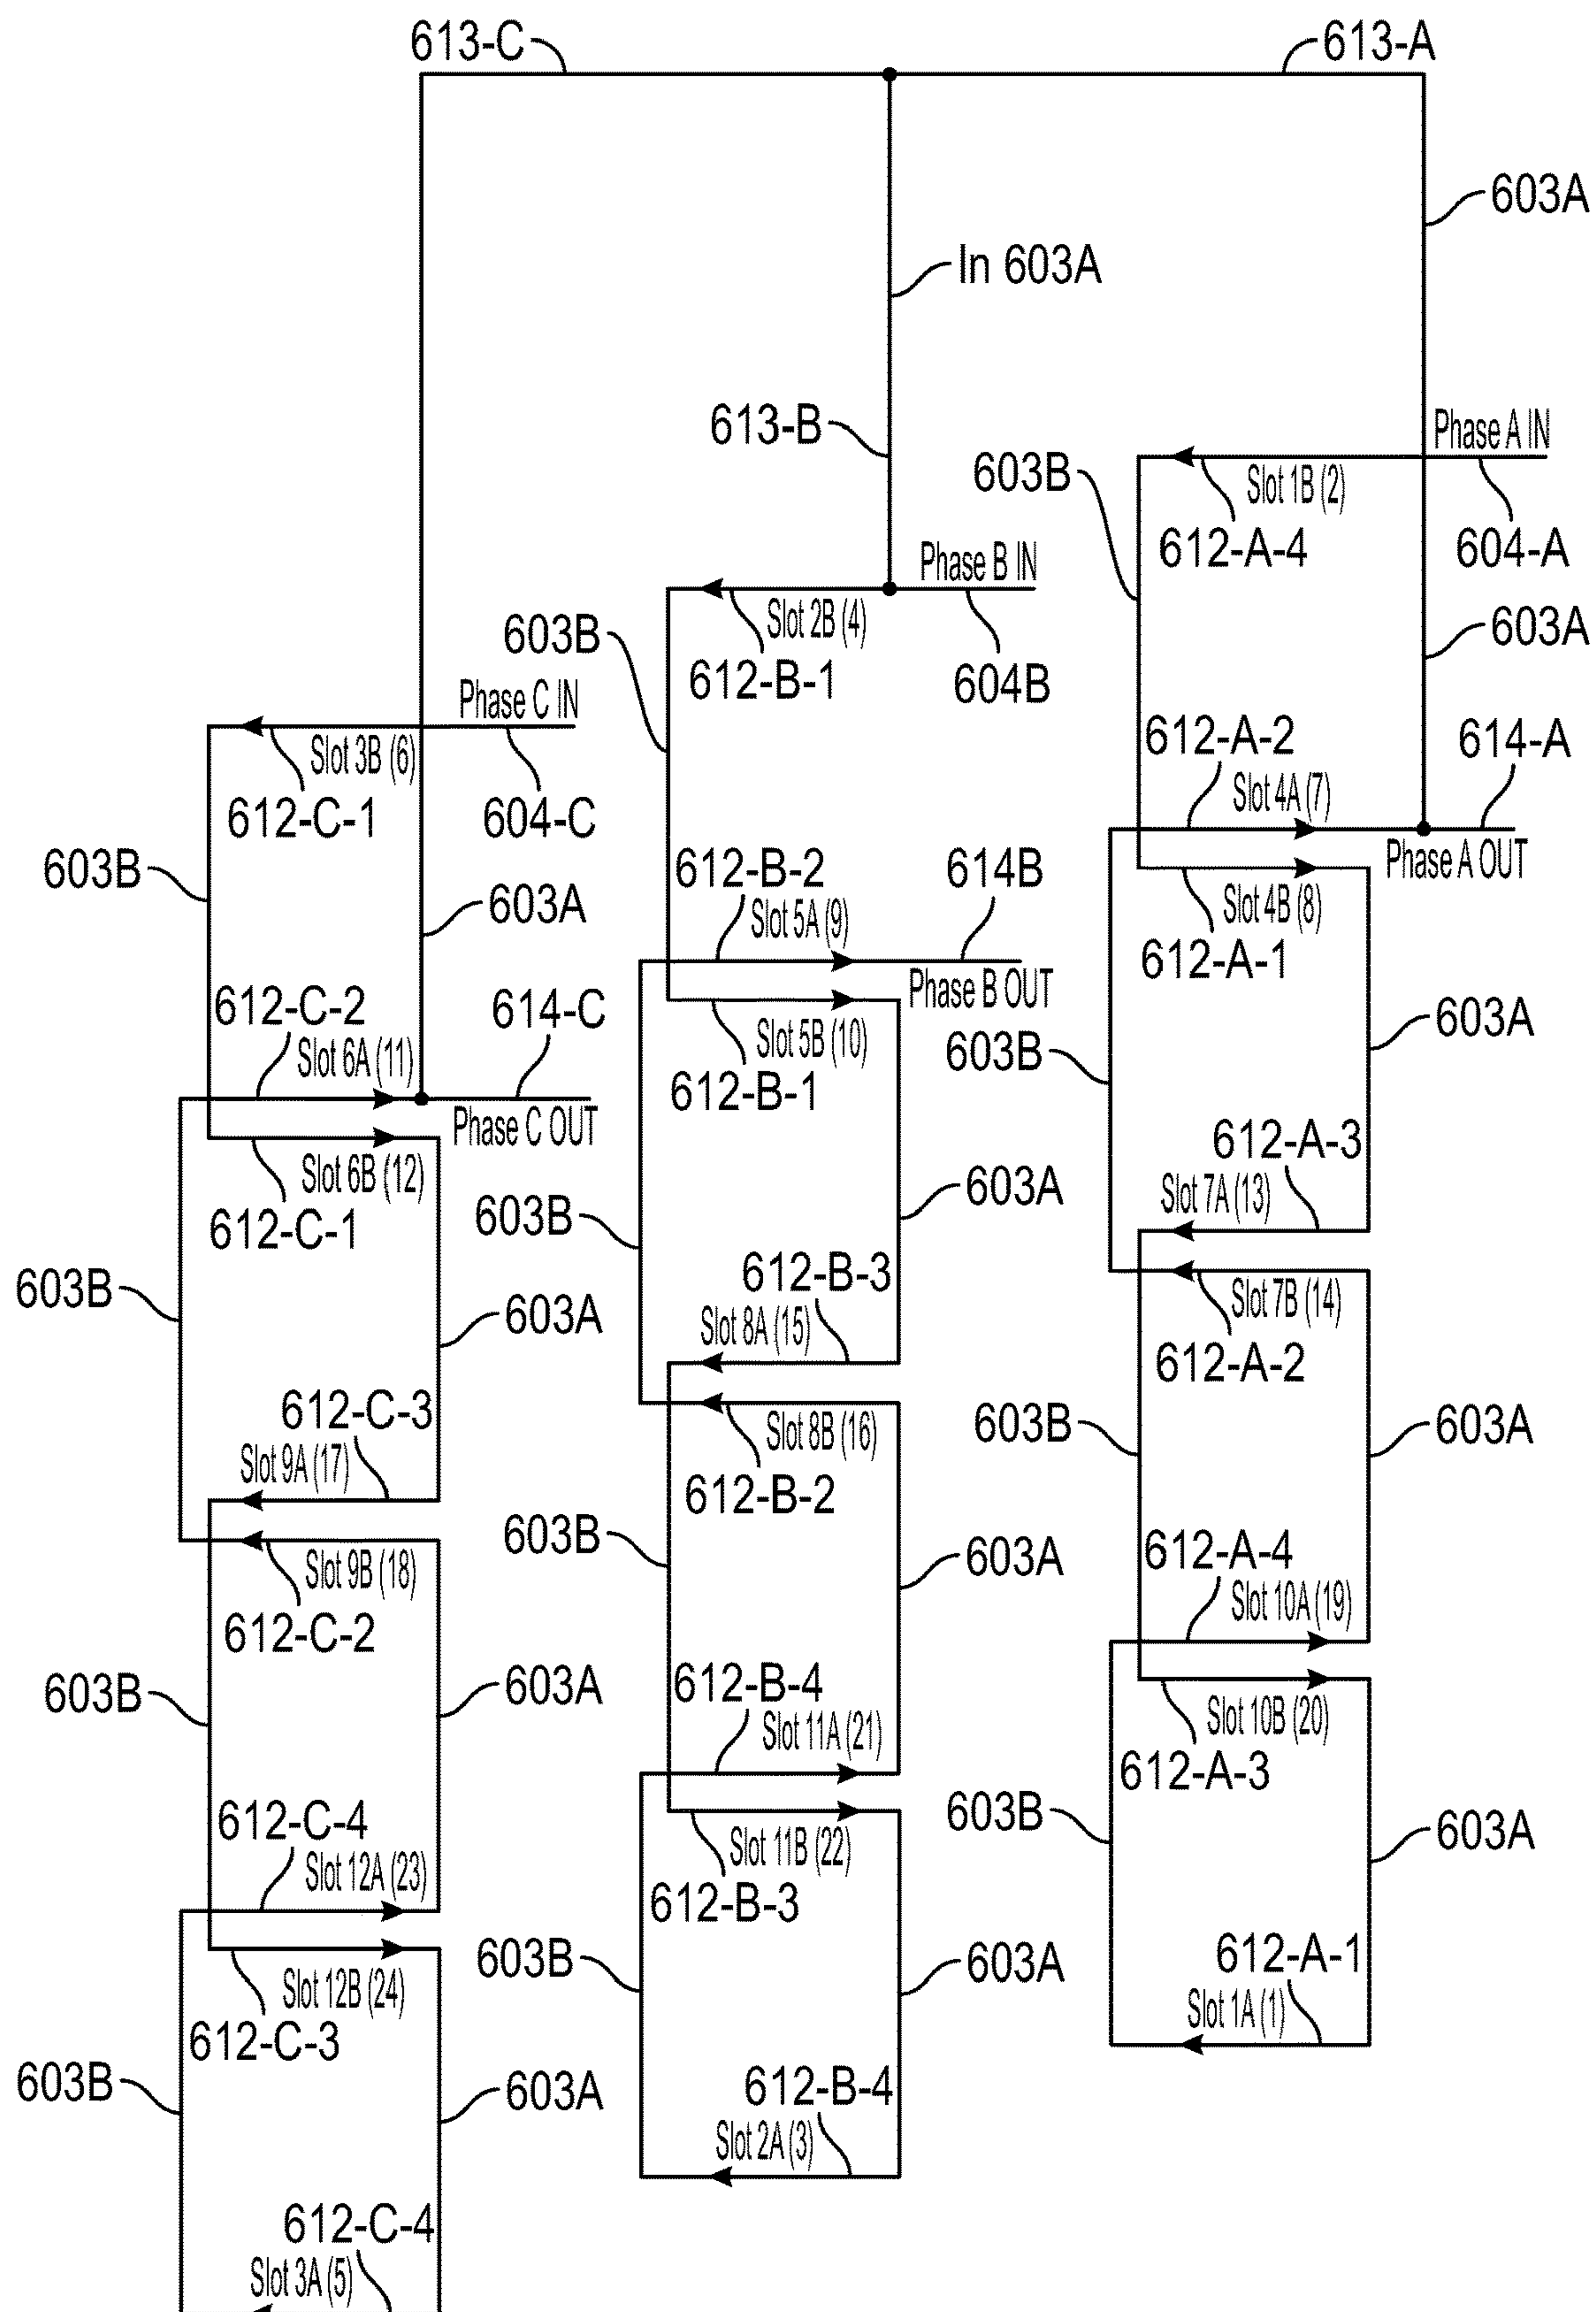 613-C
613-A
603A
In 603A
613-B
Phase A IN
603B
Slot 1B (2)
612-A-4
604-A
Phase B IN
603B
Slot 2B (4)
612-B-1
604B
603A
Phase C IN
Slot 3B (6)
612-C-1
604-C
612-A-2
614-A
Slot 4A (7)
Phase A OUT
603B
603A
612-B-2
614B
Slot 5A (9)
Slot 4B (8)
612-A-1
Phase B OUT
612-C-2
614-C
Slot 6A (11)
Slot 5B (10)
612-B-1
603B
603A
Phase C OUT
Slot 6B (12)
612-C-1
603B
603A
612-A-3
Slot 7A (13)
603B
603A
612-B-3
Slot 8A (15)
Slot 7B (14)
612-A-2
612-C-3
Slot 9A (17)
Slot 8B (16)
612-B-2
603B
603A
603B
603A
612-A-4
Slot 10A (19)
Slot 9B (18)
612-C-2
603B
603A
612-B-4
Slot 11A (21)
Slot 10B (20)
612-A-3
612-C-4
Slot 12A (23)
Slot 11B (22)
612-B-3
603B
603A
603B
603A
612-A-1
Slot 1A (1)
Slot 12B (24)
612-C-3
603B
603A
612-B-4
Slot 2A (3)
612-C-4
Slot 3A (5)